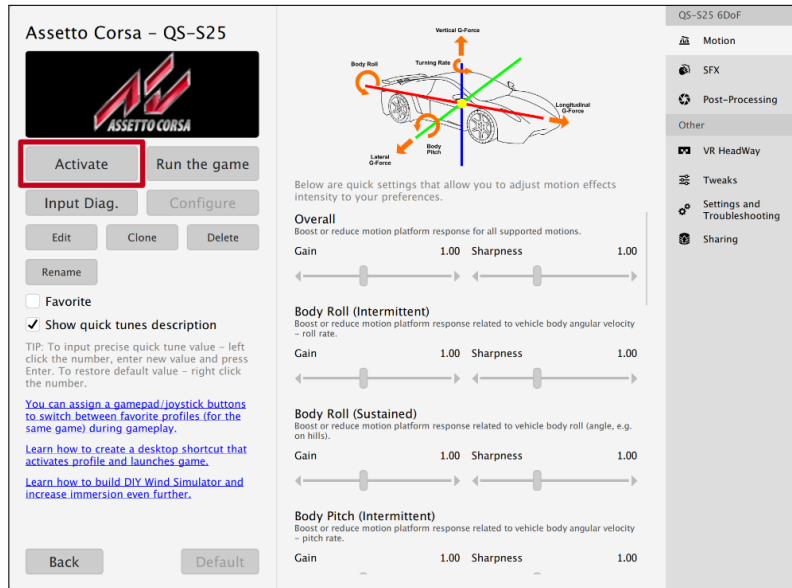 Assetto Corsa – QS-S25
ASSETTO CORSA
Activate
Run the game
Input Diag.
Configure
Edit
Clone
Delete
Rename
Favorite
Show quick tunes description
TIP: To input precise quick tune value – left
click the number, enter new value and press
Enter. To restore default value – right click
the number.
You can assign a gamepad/joystick buttons
to switch between favorite profiles (for the
same game) during gameplay.
Learn how to create a desktop shortcut that
activates profile and launches game.
Learn how to build DIY Wind Simulator and
increase immersion even further.
Back
Default
Vertical G-Force
Body Roll
Turning Rate
Longitudinal
G-Force
Body
Pitch
Lateral
G-Force
Below are quick settings that allow you to adjust motion effects
intensity to your preferences.
Overall
Boost or reduce motion platform response for all supported motions.
Gain 1.00 Sharpness 1.00
Body Roll (Intermittent)
Boost or reduce motion platform response related to vehicle body angular velocity
– roll rate.
Gain 1.00 Sharpness 1.00
Body Roll (Sustained)
Boost or reduce motion platform response related to vehicle body roll (angle, e.g.
on hills).
Gain 1.00 Sharpness 1.00
Body Pitch (Intermittent)
Boost or reduce motion platform response related to vehicle body angular velocity
– pitch rate.
Gain 1.00 Sharpness 1.00
QS-S25 6DoF
Motion
SFX
Post-Processing
Other
VR HeadWay
Tweaks
Settings and
Troubleshooting
Sharing